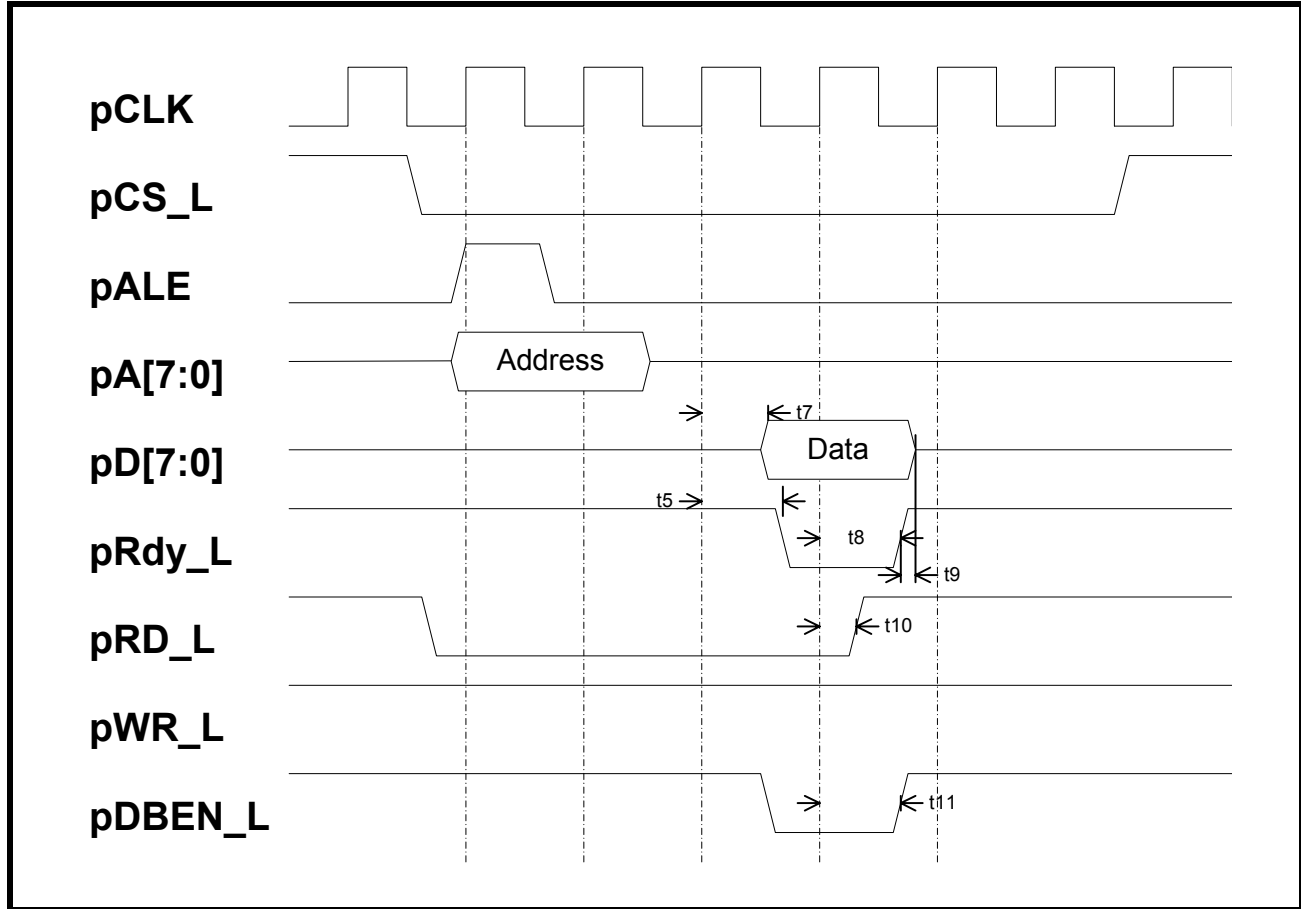 pCLK
pCS_L
pALE
pA[7:0] Address
t7
pD[7:0] Data
t5
pRdy_L t8
t9
pRD_L t10
pWR_L
pDBEN_L t11